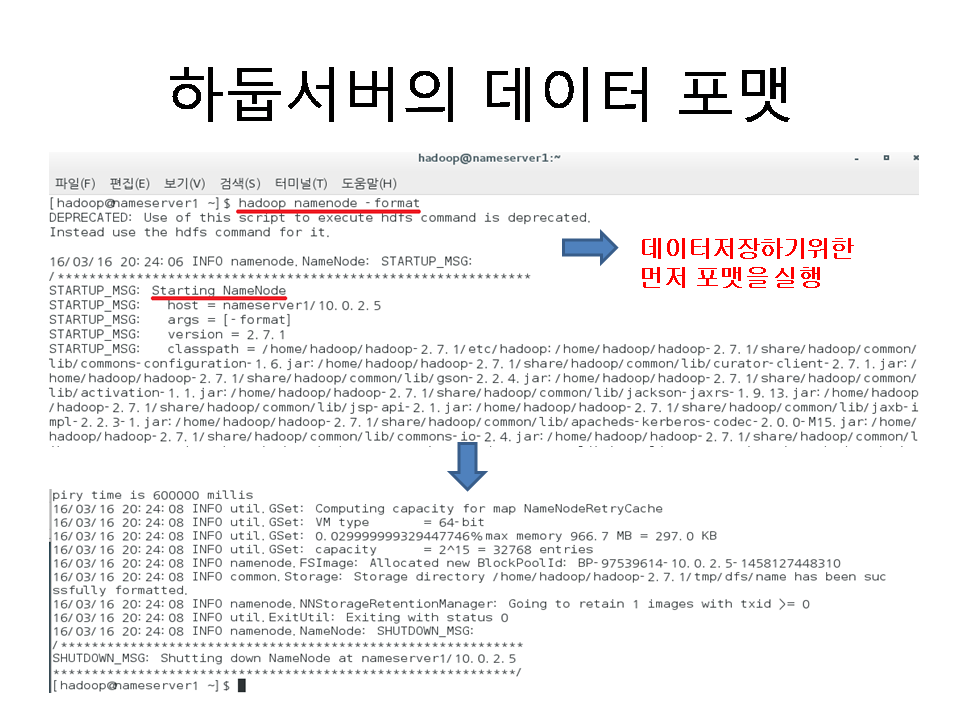 하둡서버의 데이터 포맷
hadoop@nameserver1:~
파일(F) 편집(E) 보기(V) 검색(S) 터미널(T) 도움말(H)
[hadoop@nameserver1 ~]$ hadoop namenode -format
DEPRECATED: Use of this script to execute hdfs command is deprecated.
Instead use the hdfs command for it.
16/03/16 20:24:06 INFO namenode.NameNode: STARTUP_MSG:
/************************************************************
STARTUP_MSG: Starting NameNode
STARTUP_MSG:   host = nameserver1/10.0.2.5
STARTUP_MSG:   args = [-format]
STARTUP_MSG:   version = 2.7.1
STARTUP_MSG:   classpath = /home/hadoop/hadoop-2.7.1/etc/hadoop:/home/hadoop/hadoop-2.7.1/share/hadoop/common/
lib/commons-configuration-1.6.jar:/home/hadoop/hadoop-2.7.1/share/hadoop/common/lib/curator-client-2.7.1.jar:/
home/hadoop/hadoop-2.7.1/share/hadoop/common/lib/gson-2.2.4.jar:/home/hadoop/hadoop-2.7.1/share/hadoop/common/
lib/activation-1.1.jar:/home/hadoop/hadoop-2.7.1/share/hadoop/common/lib/jackson-jaxrs-1.9.13.jar:/home/hadoop
/hadoop-2.7.1/share/hadoop/common/lib/jsp-api-2.1.jar:/home/hadoop/hadoop-2.7.1/share/hadoop/common/lib/jaxb-i
mpl-2.2.3-1.jar:/home/hadoop/hadoop-2.7.1/share/hadoop/common/lib/apacheds-kerberos-codec-2.0.0-M15.jar:/home/
hadoop/hadoop-2.7.1/share/hadoop/common/lib/commons-io-2.4.jar:/home/hadoop/hadoop-2.7.1/share/hadoop/common/l
데이터저장하기위한
먼저 포맷을 실행
piry time is 600000 millis
16/03/16 20:24:08 INFO util.GSet: Computing capacity for map NameNodeRetryCache
16/03/16 20:24:08 INFO util.GSet: VM type       = 64-bit
16/03/16 20:24:08 INFO util.GSet: 0.029999999329447746% max memory 966.7 MB = 297.0 KB
16/03/16 20:24:08 INFO util.GSet: capacity      = 2^15 = 32768 entries
16/03/16 20:24:08 INFO namenode.FSImage: Allocated new BlockPoolId: BP-97539614-10.0.2.5-1458127448310
16/03/16 20:24:08 INFO common.Storage: Storage directory /home/hadoop/hadoop-2.7.1/tmp/dfs/name has been suc
ssfully formatted.
16/03/16 20:24:08 INFO namenode.NNStorageRetentionManager: Going to retain 1 images with txid >= 0
16/03/16 20:24:08 INFO util.ExitUtil: Exiting with status 0
16/03/16 20:24:08 INFO namenode.NameNode: SHUTDOWN_MSG:
/************************************************************
SHUTDOWN_MSG: Shutting down NameNode at nameserver1/10.0.2.5
************************************************************/
[hadoop@nameserver1 ~]$